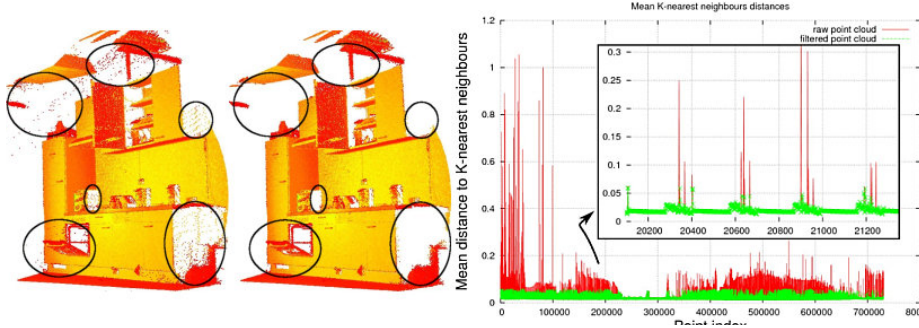 Mean K-nearest neighbours distances
raw point cloud
filtered point cloud
Mean distance to K-nearest neighbours
1.2
1
0.8
0.6
0.4
0.2
0
0.3
0.25
0.2
0.15
0.1
0.05
0
20200 20400 20600 20800 21000 21200
0 100000 200000 300000 400000 500000 600000 700000 800
Point index